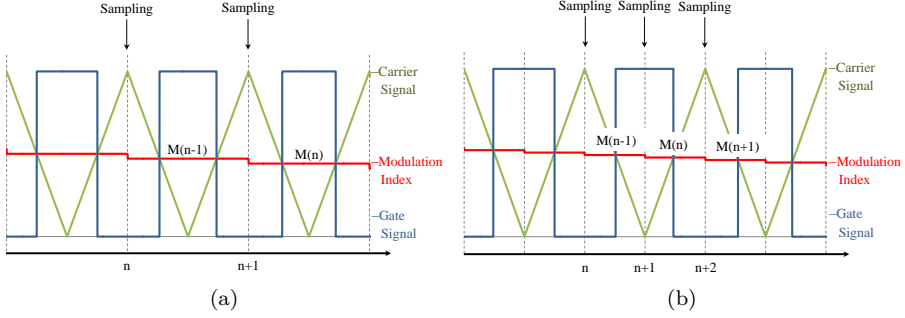 Sampling
Sampling
–Carrier
Signal
M(n-1)
M(n)
–Modulation
Index
–Gate
Signal
n
n+1
(a)
Sampling
Sampling
Sampling
–Carrier
Signal
M(n-1)
M(n)
M(n+1)
–Modulation
Index
–Gate
Signal
n
n+1
n+2
(b)